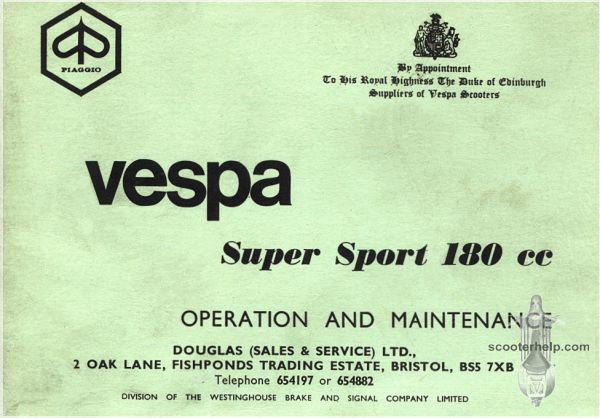 PIAGGIO
By Appointment
To His Royal Highness The Duke of Edinburgh
Suppliers of Vespa Scooters
vespa
Super Sport 180 cc
OPERATION AND MAINTENANCE
scooterhelp.com
DOUGLAS (SALES & SERVICE) LTD.,
2 OAK LANE, FISHPONDS TRADING ESTATE, BRISTOL, BS5 7XB
Telephone 654197 or 654882
DIVISION OF THE WESTINGHOUSE BRAKE AND SIGNAL COMPANY LIMITED